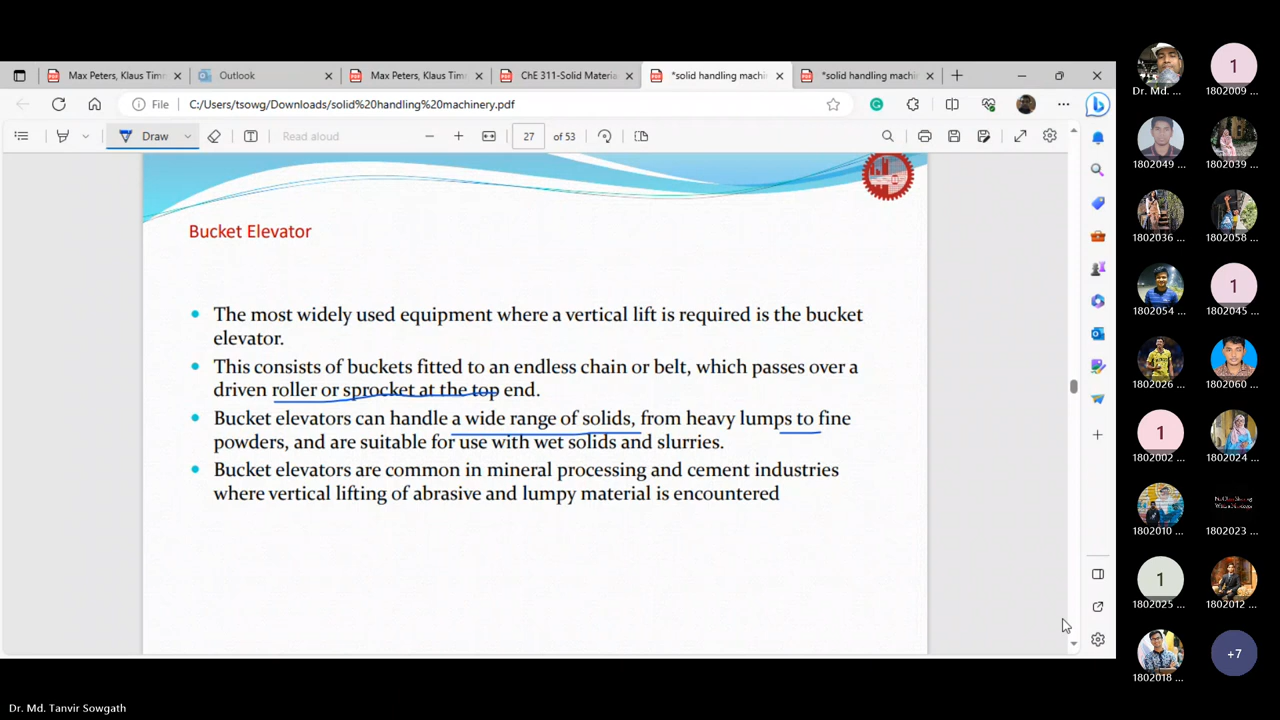 Max Peters, Klaus Timm
Outlook
Max Peters, Klaus Tim
ChE 311-Solid Materia
*solid handling machi
*solid handling machi
File
C:/Users/tsowg/Downloads/solid%20handling%20machinery.pdf
Draw
Read aloud
27
of 53
Bucket Elevator
The most widely used equipment where a vertical lift is required is the bucket
elevator.
This consists of buckets fitted to an endless chain or belt, which passes over a
driven roller or sprocket at the top end.
Bucket elevators can handle a wide range of solids, from heavy lumps to fine
powders, and are suitable for use with wet solids and slurries.
Bucket elevators are common in mineral processing and cement industries
where vertical lifting of abrasive and lumpy material is encountered
Dr. Md. ...
1
1802009 ...
1802049 ...
1802039 ...
1802036 ...
1802058 ...
1802054 ...
1
1802045 ...
1802026 ...
1802060 ...
1
1802002 ...
1802024 ...
1802010 ...
1802023 ...
1
1802025 ...
1802012 ...
1802018 ...
+7
Dr. Md. Tanvir Sowgath